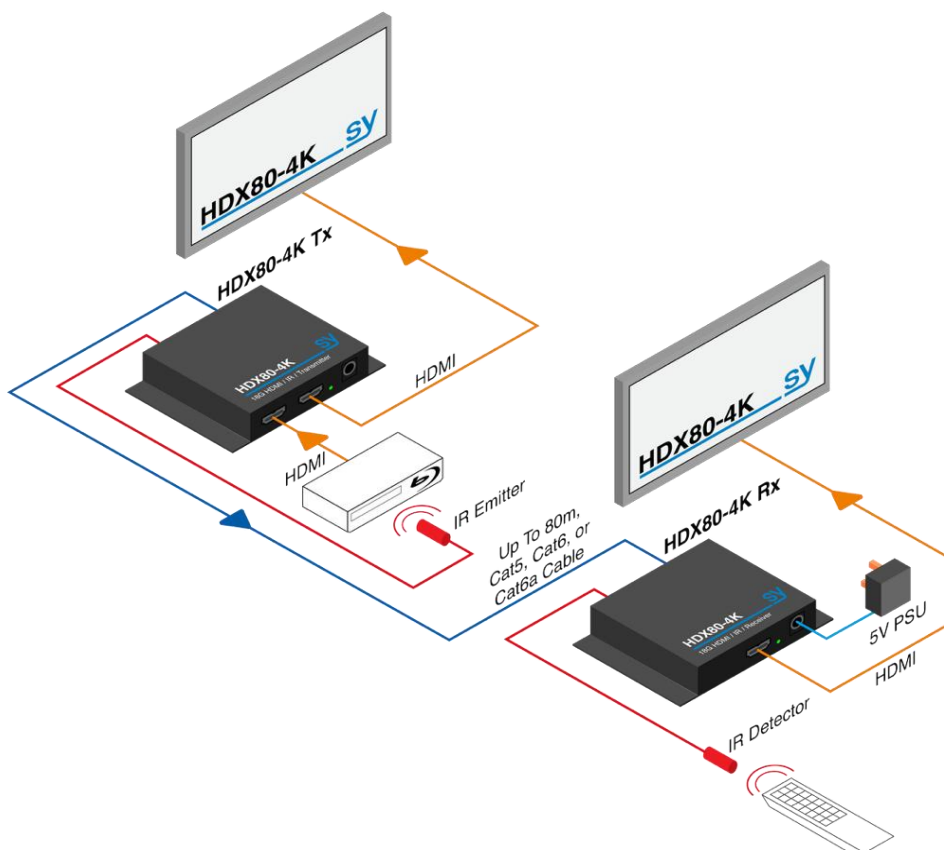 HDX80-4K
sy
HDX80-4K Tx
HDX80-4K
18G HDMI / IR / Transmitter
sy
HDMI
HDMI
IR Emitter
Up To 80m,
Cat5, Cat6, or
Cat6a Cable
HDX80-4K
sy
HDX80-4K Rx
HDX80-4K
18G HDMI / IR / Receiver
sy
5V PSU
HDMI
IR Detector